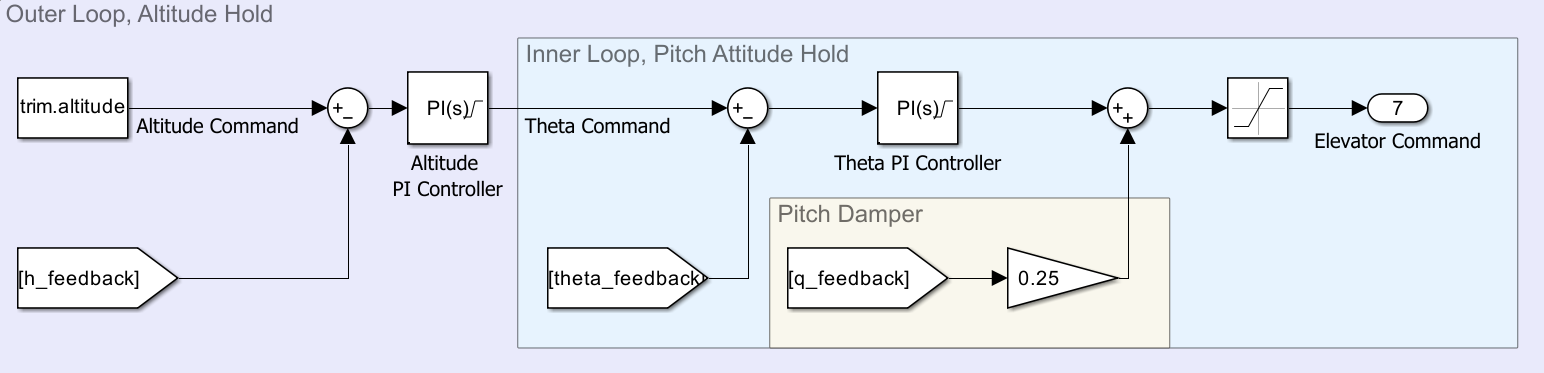 Outer Loop, Altitude Hold
Inner Loop, Pitch Attitude Hold
trim.altitude
Altitude Command
+
−
PI(s)
Altitude
PI Controller
Theta Command
+
−
PI(s)
Theta PI Controller
+
+
7
Elevator Command
Pitch Damper
[h_feedback]
[theta_feedback]
[q_feedback]
0.25